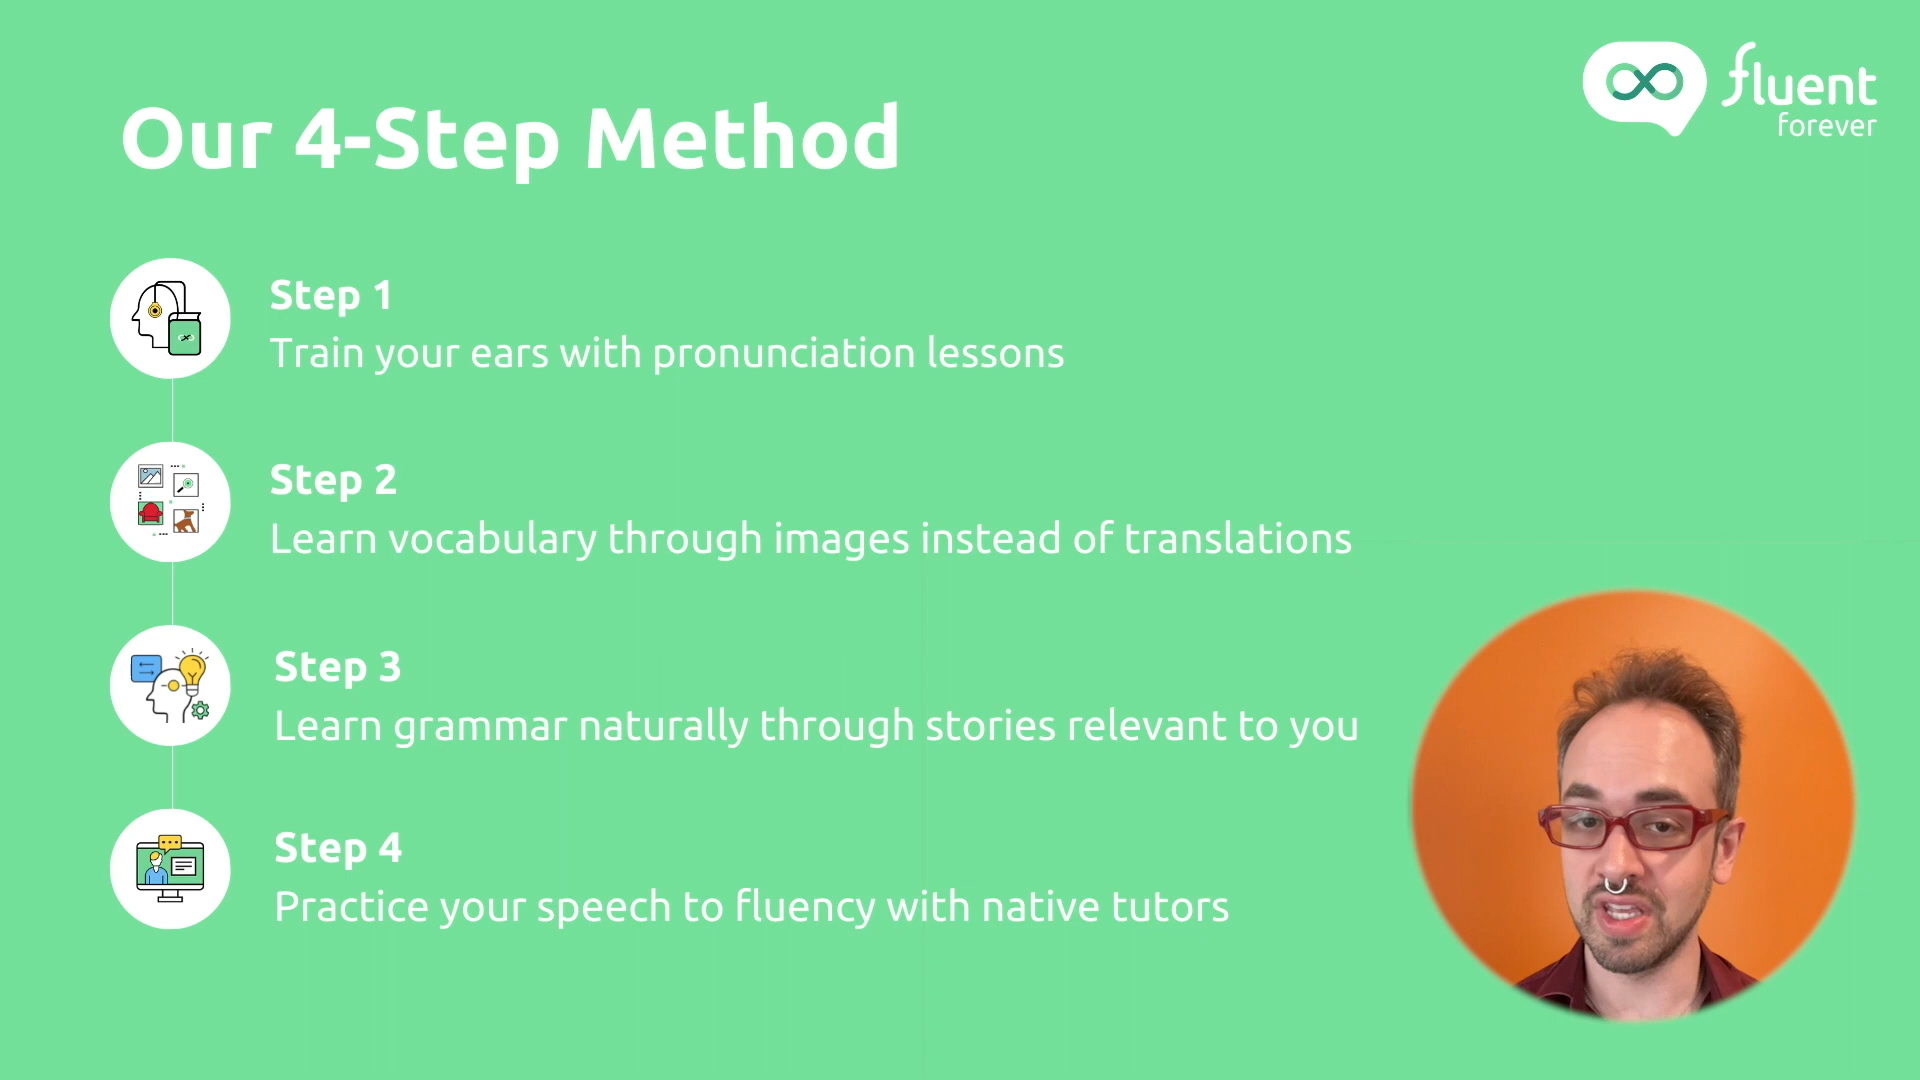 fluent
forever
Our 4-Step Method
Step 1
Train your ears with pronunciation lessons
Step 2
Learn vocabulary through images instead of translations
Step 3
Learn grammar naturally through stories relevant to you
Step 4
Practice your speech to fluency with native tutors